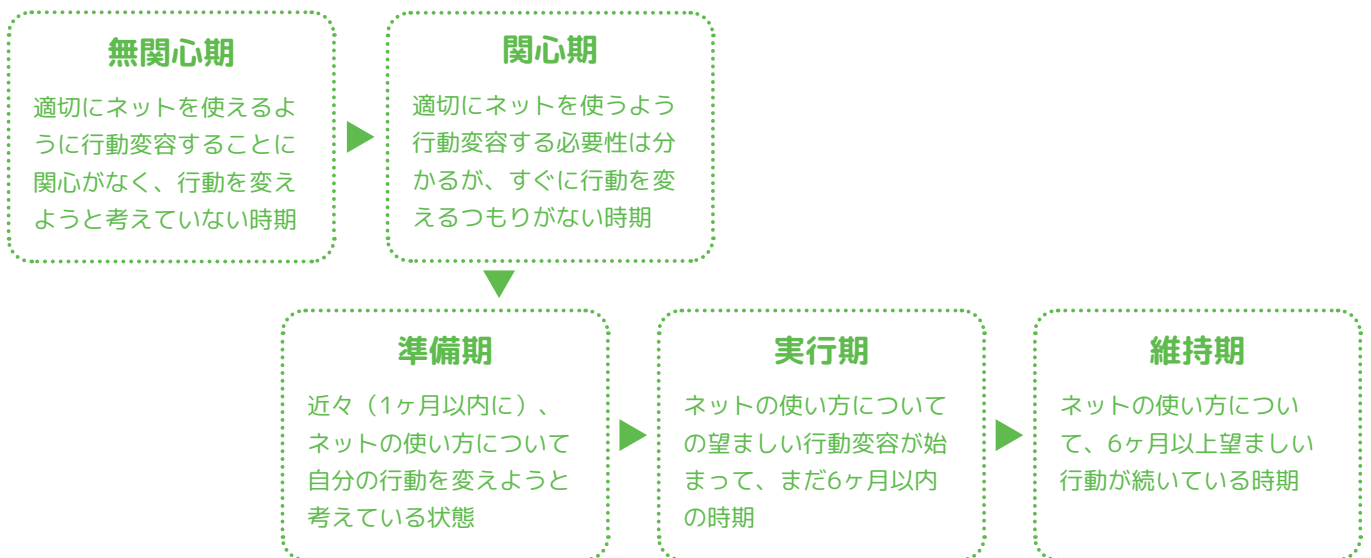 無関心期
適切にネットを使えるよ
うに行動変容することに
関心がなく、行動を変え
ようと考えていない時期
関心期
適切にネットを使うよう
行動変容する必要性は分
かるが、すぐに行動を変
えるつもりがない時期
準備期
近々（1ヶ月以内に）、
ネットの使い方について
自分の行動を変えようと
考えている状態
実行期
ネットの使い方について
の望ましい行動変容が始
まって、まだ6ヶ月以内
の時期
維持期
ネットの使い方につい
て、6ヶ月以上望ましい
行動が続いている時期